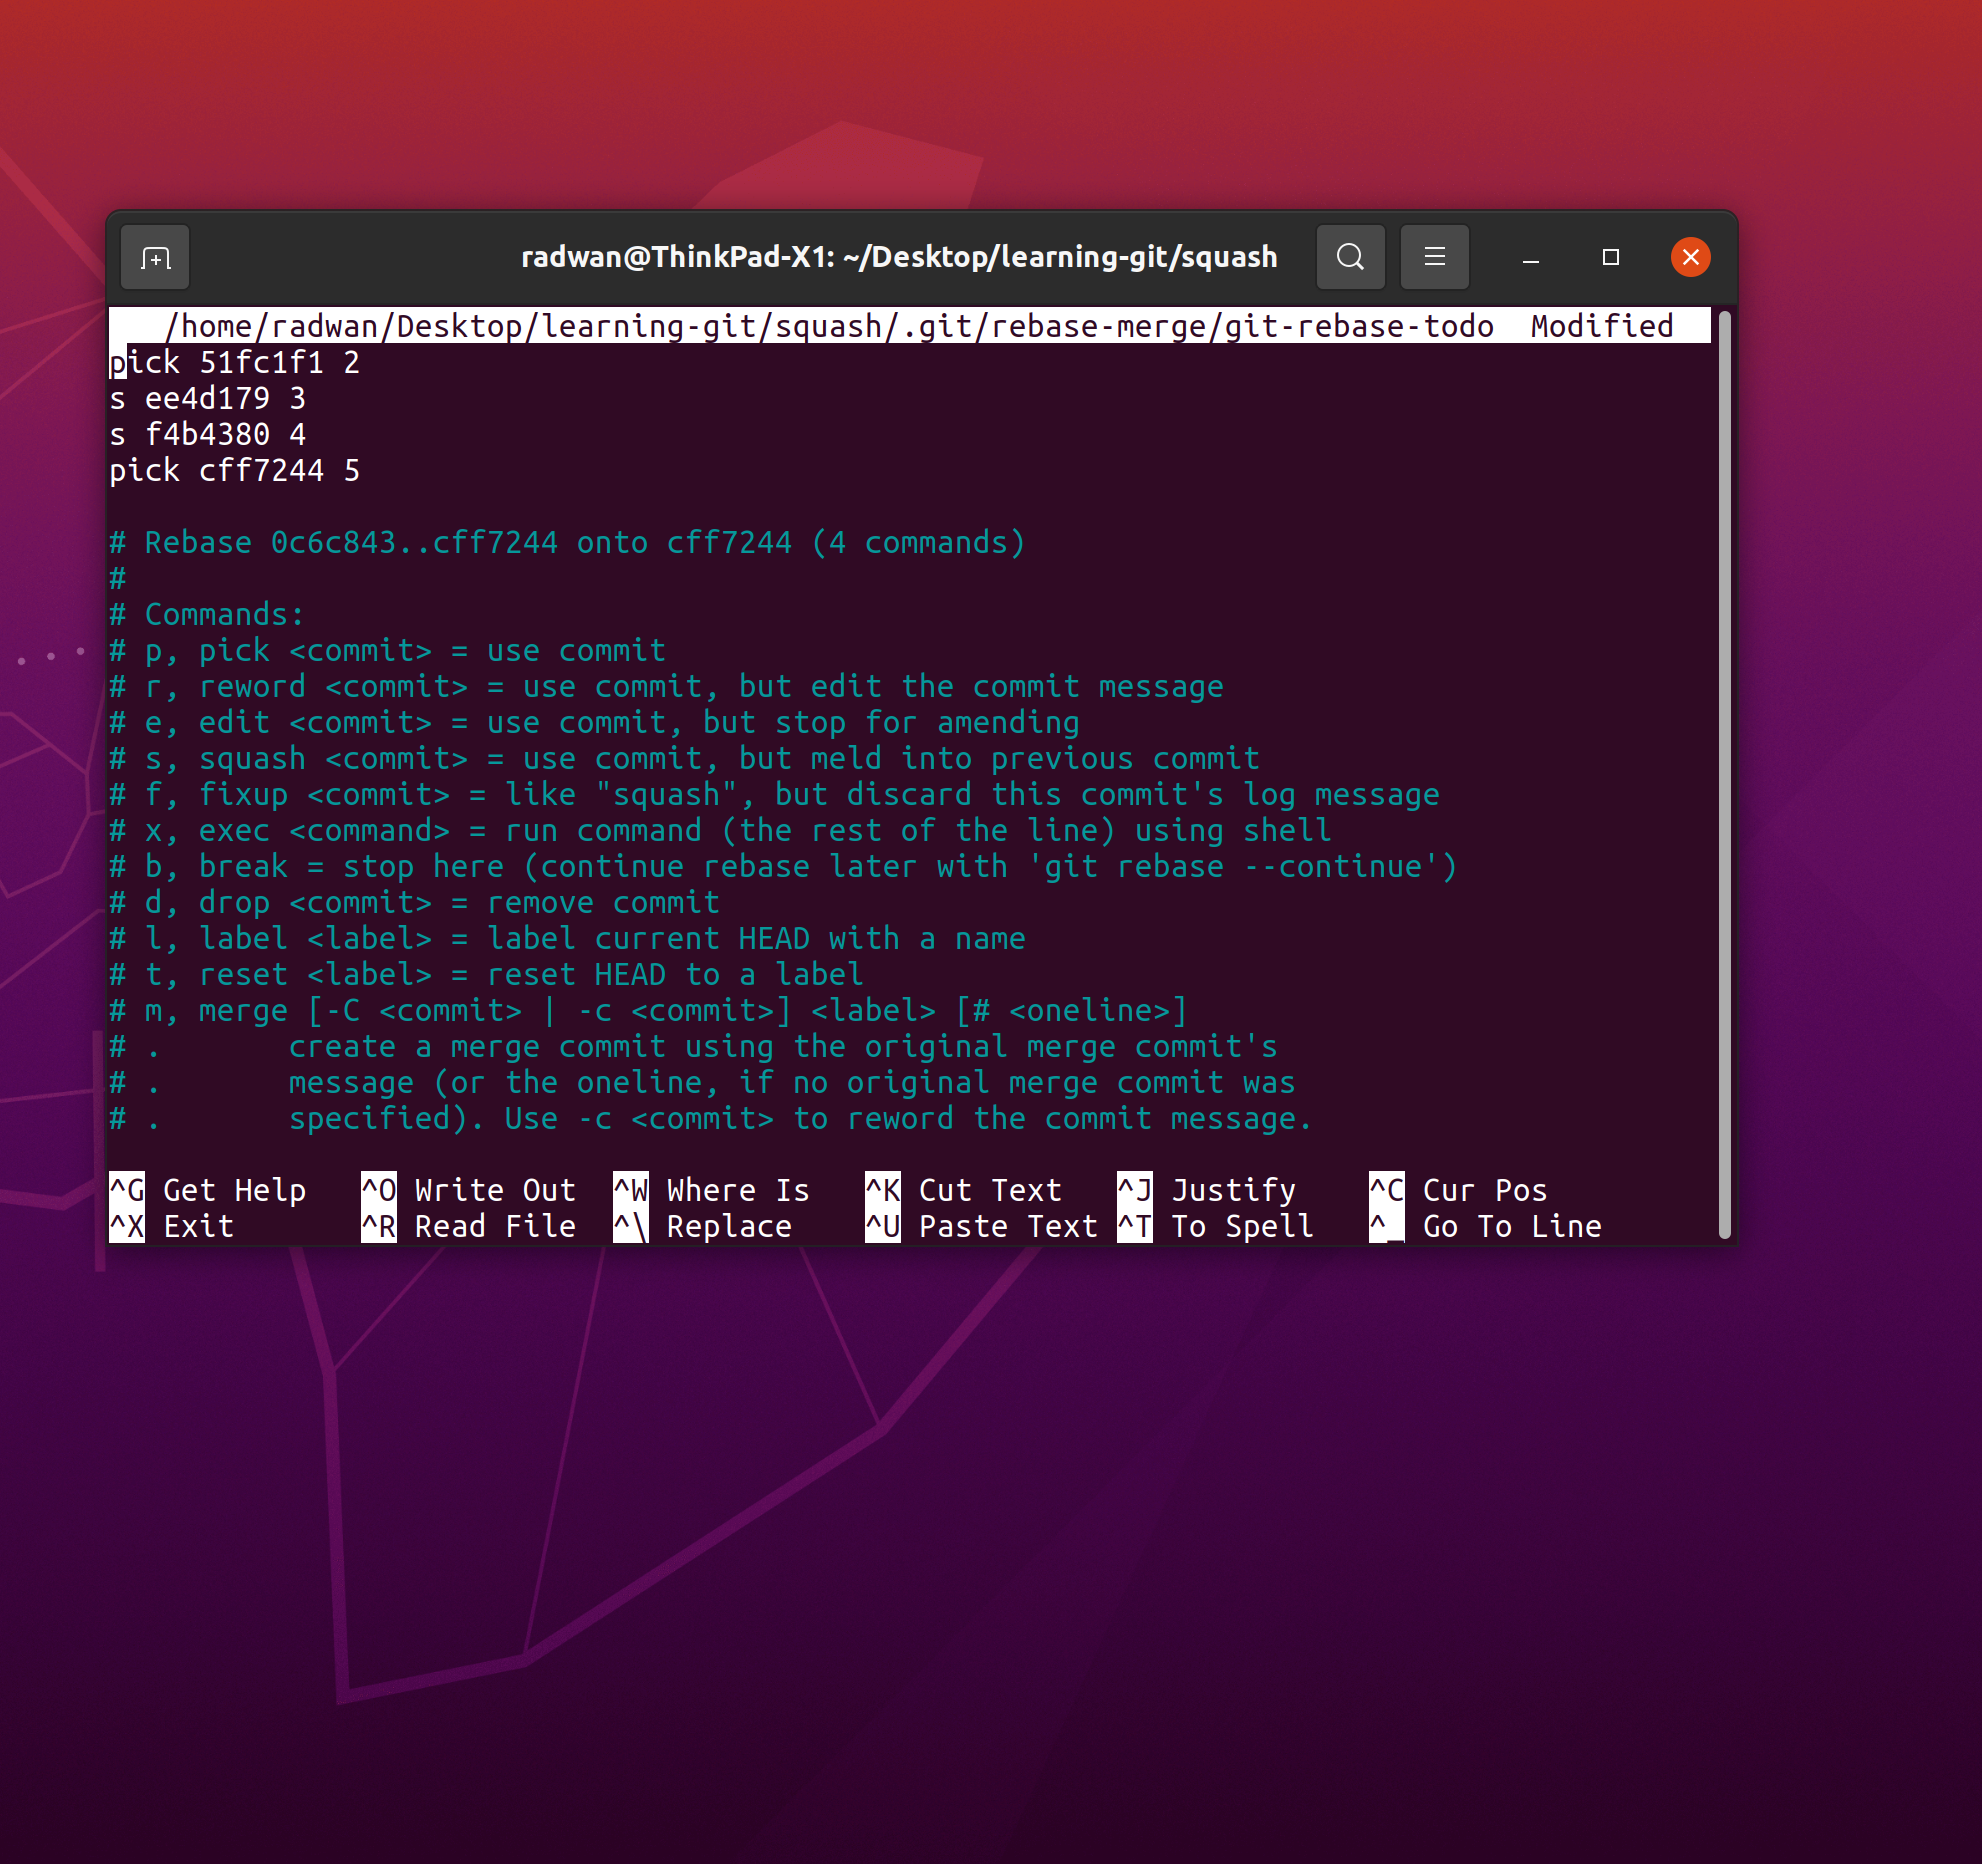 radwan@ThinkPad-X1: ~/Desktop/learning-git/squash
/home/radwan/Desktop/learning-git/squash/.git/rebase-merge/git-rebase-todo  Modified
pick 51fc1f1 2
s ee4d179 3
s f4b4380 4
pick cff7244 5
# Rebase 0c6c843..cff7244 onto cff7244 (4 commands)
#
# Commands:
# p, pick <commit> = use commit
# r, reword <commit> = use commit, but edit the commit message
# e, edit <commit> = use commit, but stop for amending
# s, squash <commit> = use commit, but meld into previous commit
# f, fixup <commit> = like "squash", but discard this commit's log message
# x, exec <command> = run command (the rest of the line) using shell
# b, break = stop here (continue rebase later with 'git rebase --continue')
# d, drop <commit> = remove commit
# l, label <label> = label current HEAD with a name
# t, reset <label> = reset HEAD to a label
# m, merge [-C <commit> | -c <commit>] <label> [# <oneline>]
# .       create a merge commit using the original merge commit's
# .       message (or the oneline, if no original merge commit was
# .       specified). Use -c <commit> to reword the commit message.
^G Get Help   ^O Write Out  ^W Where Is   ^K Cut Text   ^J Justify    ^C Cur Pos
^X Exit       ^R Read File  ^\ Replace    ^U Paste Text ^T To Spell   ^_ Go To Line